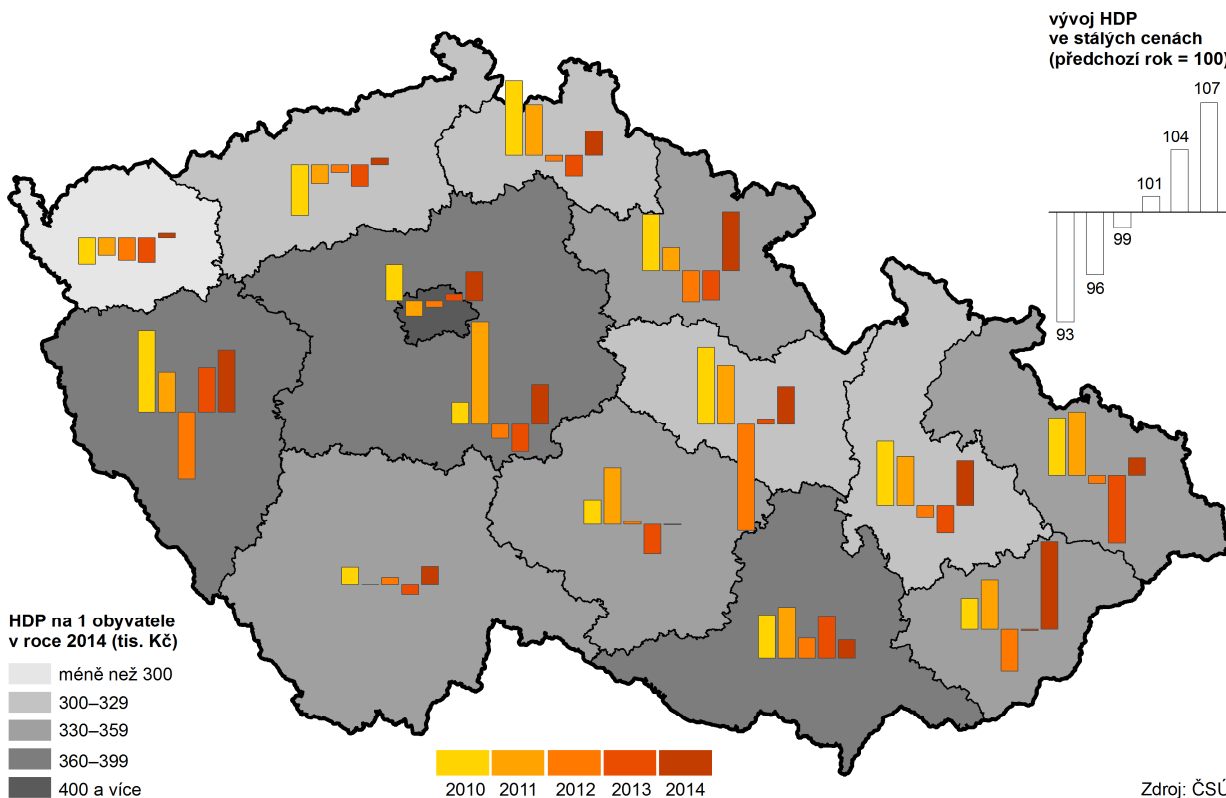 vývoj HDP
ve stálých cenách
(předchozí rok = 100)
107
104
101
99
96
93
HDP na 1 obyvatele
v roce 2014 (tis. Kč)
méně než 300
300–329
330–359
360–399
400 a více
2010 2011 2012 2013 2014
Zdroj: ČSÚ